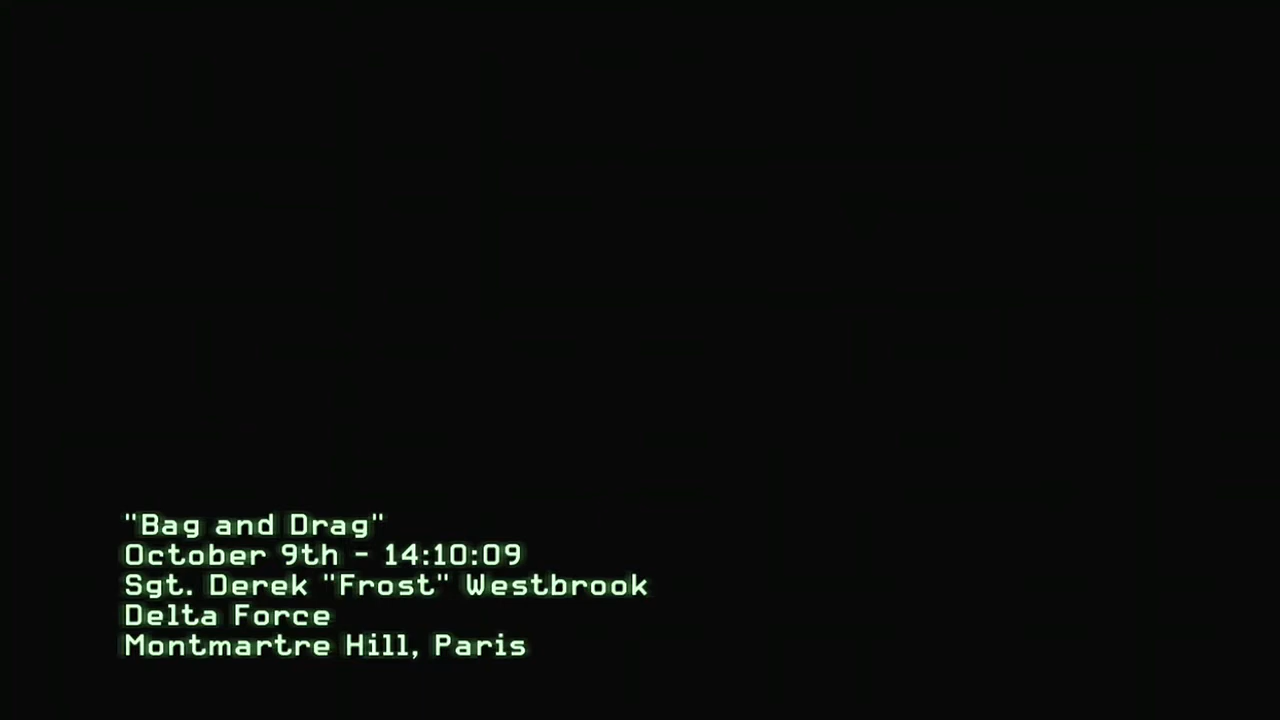 "Bag and Drag"
October 9th - 14:10:09
Sgt. Derek "Frost" Westbrook
Delta Force
Montmartre Hill, Paris